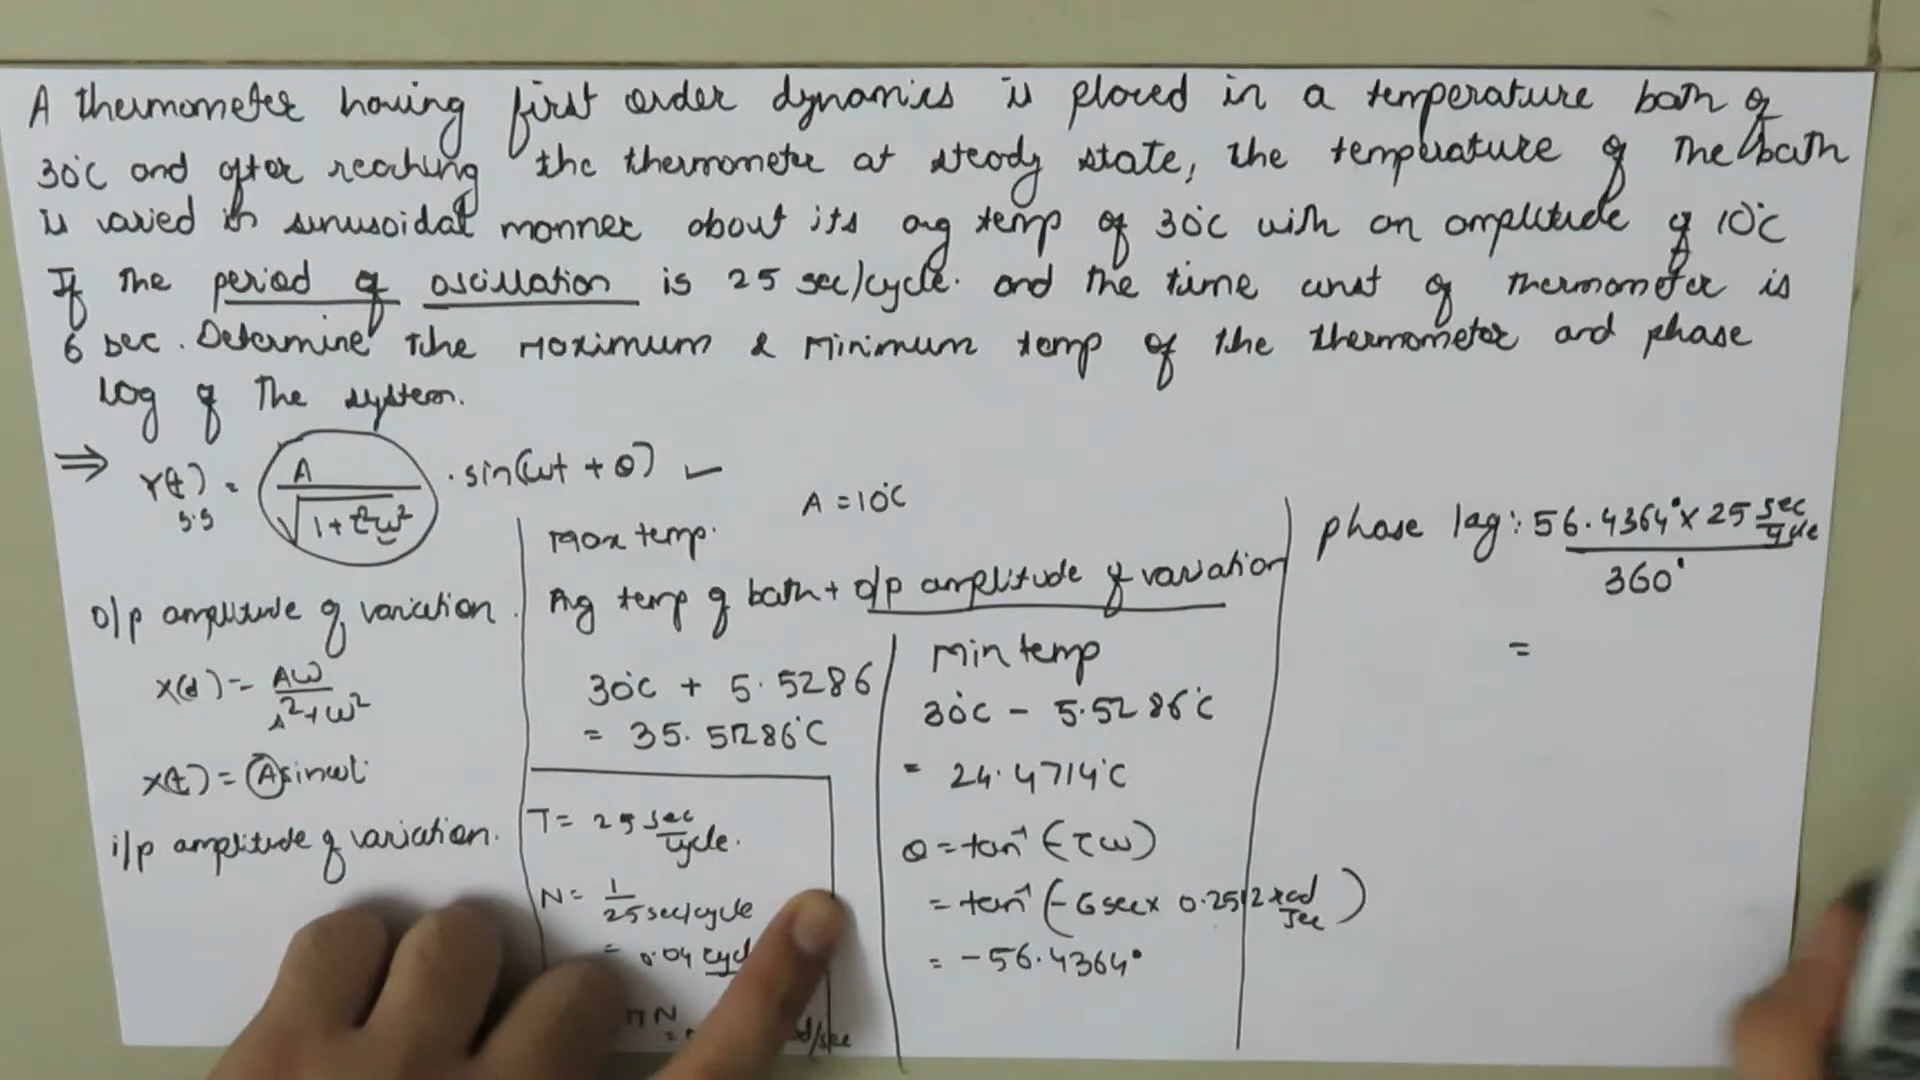 A thermometer having first order dynamics is placed in a temperature bath of
30°C and after reaching the thermometer at steady state, the temperature of the bath
is varied in sinusoidal manner about its avg temp of 30°C with an amplitude of 10°C
If the period of oscillation is 25 sec/cycle. and the time const of thermometer is
6 sec. Determine the Maximum & Minimum temp of the thermometer and phase
lag of the system.
⇒ Y(t) s.s = A / √(1+τ²ω²) · sin(ωt + θ) ✓
o/p amplitude of variation
X(s) = Aω / s²+ω²
x(t) = A sinωt
i/p amplitude of variation.
A = 10°C
Max temp.
Avg temp of bath + o/p amplitude of variation
30°C + 5.5286
= 35.5286°C
T = 25 sec/cycle.
N = 1 / 25 sec/cycle
= 0.04
πN
Min temp
30°C - 5.5286°C
= 24.4714°C
θ = tan⁻¹ (-τω)
= tan⁻¹ (-6 sec x 0.2512 rad/sec)
= -56.4364°
phase lag: 56.4364° x 25 sec/cycle / 360°
=